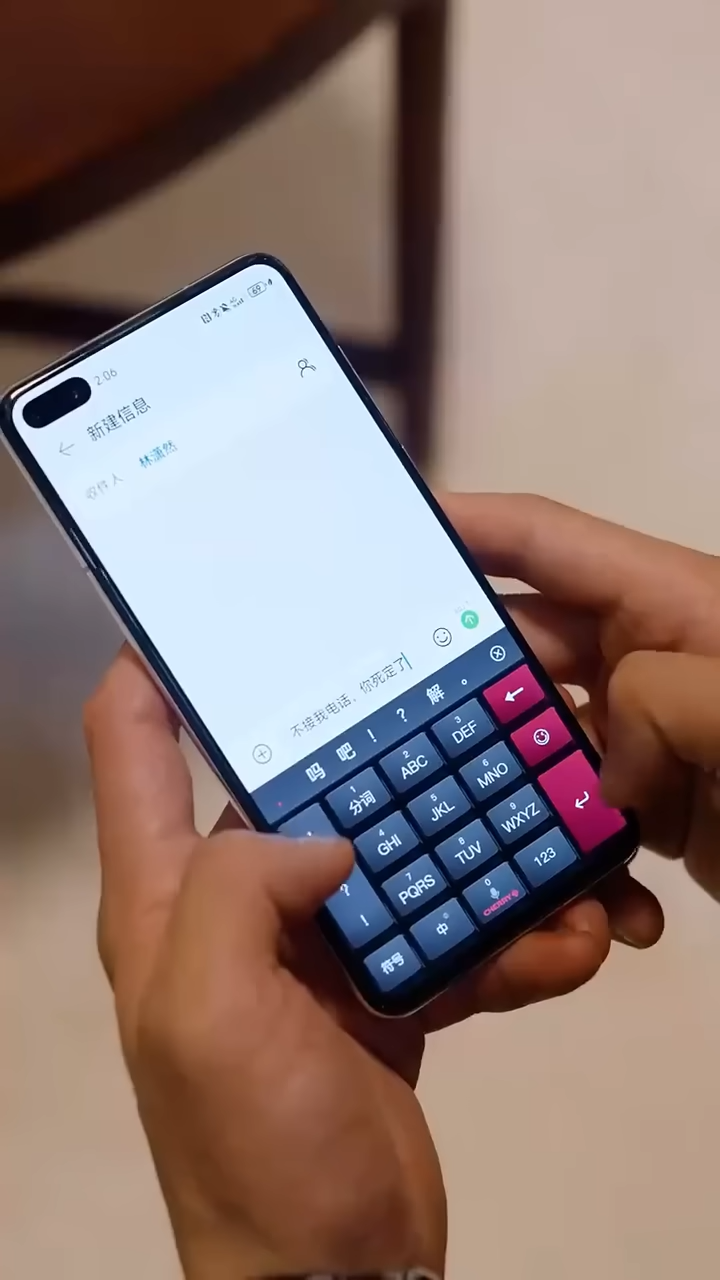 69
2:06
新建信息
收件人 林潇然
不接我电话，你死定了
吗 吧 ! ? 解 。
1 分词
2 ABC
3 DEF
4 GHI
5 JKL
6 MNO
7 PQRS
8 TUV
9 WXYZ
?
!
符号
中
0 CHERRY
123